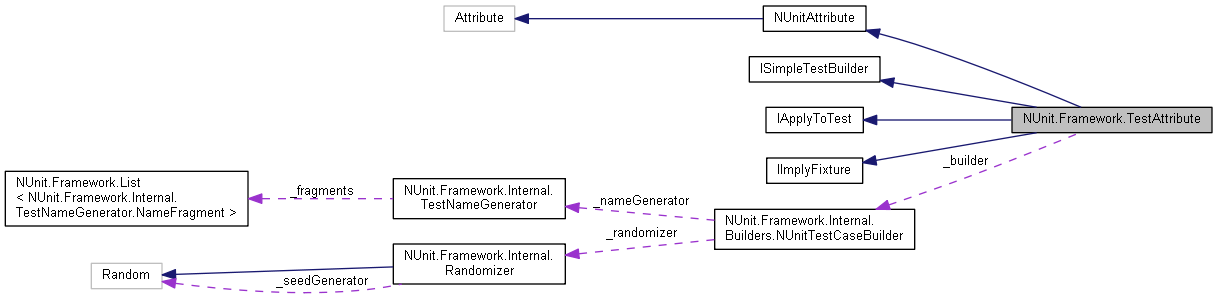 Attribute
NUnitAttribute
ISimpleTestBuilder
IApplyToTest
NUnit.Framework.TestAttribute
IImplyFixture
_builder
NUnit.Framework.List
< NUnit.Framework.Internal.
TestNameGenerator.NameFragment >
_fragments
NUnit.Framework.Internal.
TestNameGenerator
_nameGenerator
NUnit.Framework.Internal.
Builders.NUnitTestCaseBuilder
_randomizer
NUnit.Framework.Internal.
Randomizer
Random
_seedGenerator